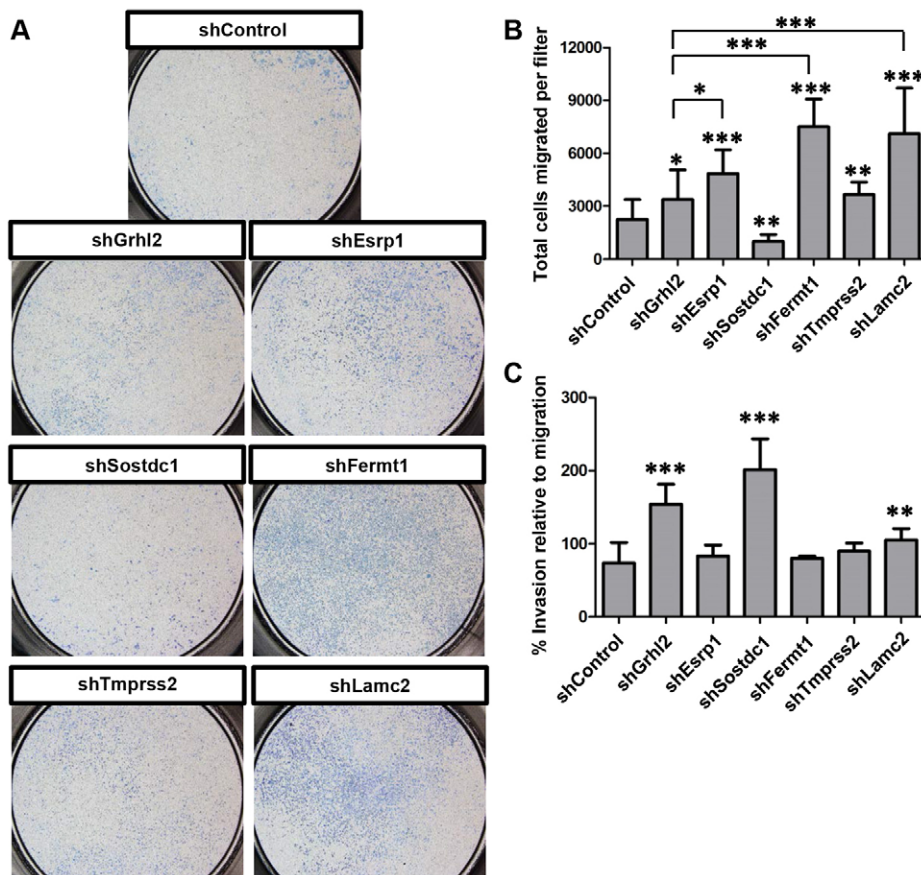 A
shControl
shGrhl2
shEsrp1
shSostdc1
shFermt1
shTmprss2
shLamc2
B
Total cells migrated per filter
12000
9000
6000
3000
0
***
***
*
*
***
**
***
**
***
shControl
shGrhl2
shEsrp1
shSostdc1
shFermt1
shTmprss2
shLamc2
C
% Invasion relative to migration
300
200
100
0
***
***
**
shControl
shGrhl2
shEsrp1
shSostdc1
shFermt1
shTmprss2
shLamc2